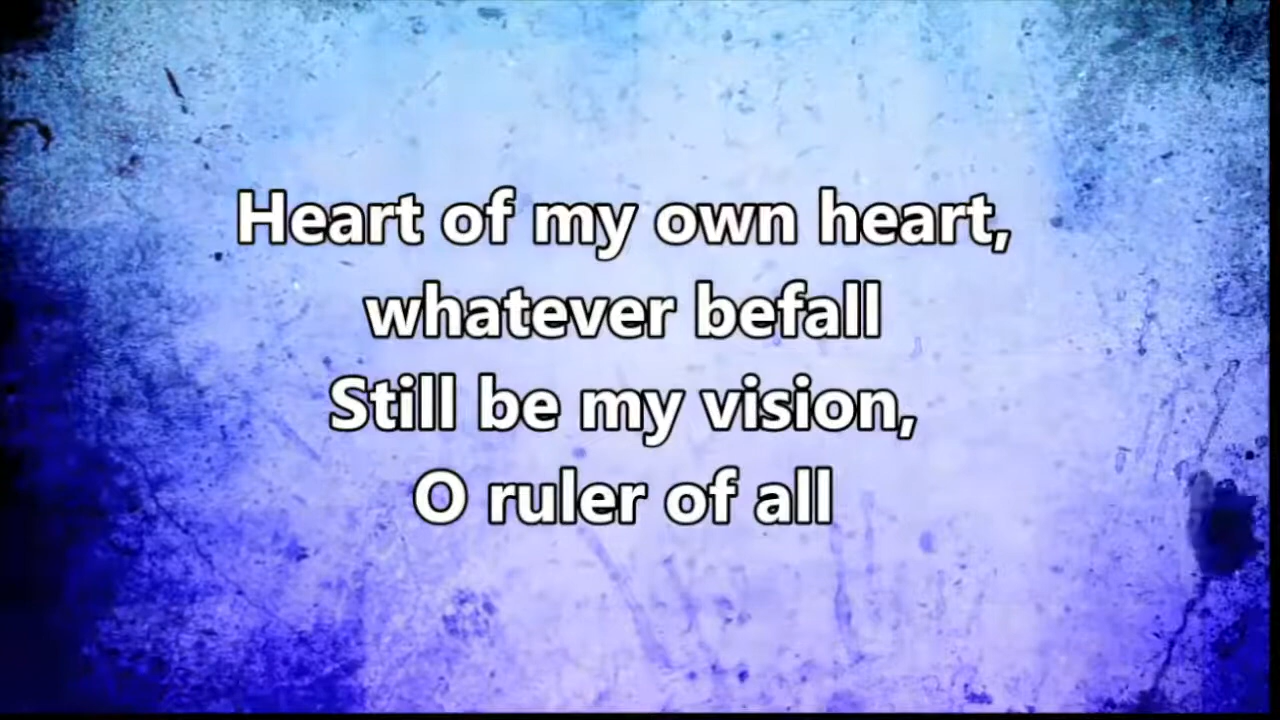 Heart of my own heart,
whatever befall
Still be my vision,
O ruler of all